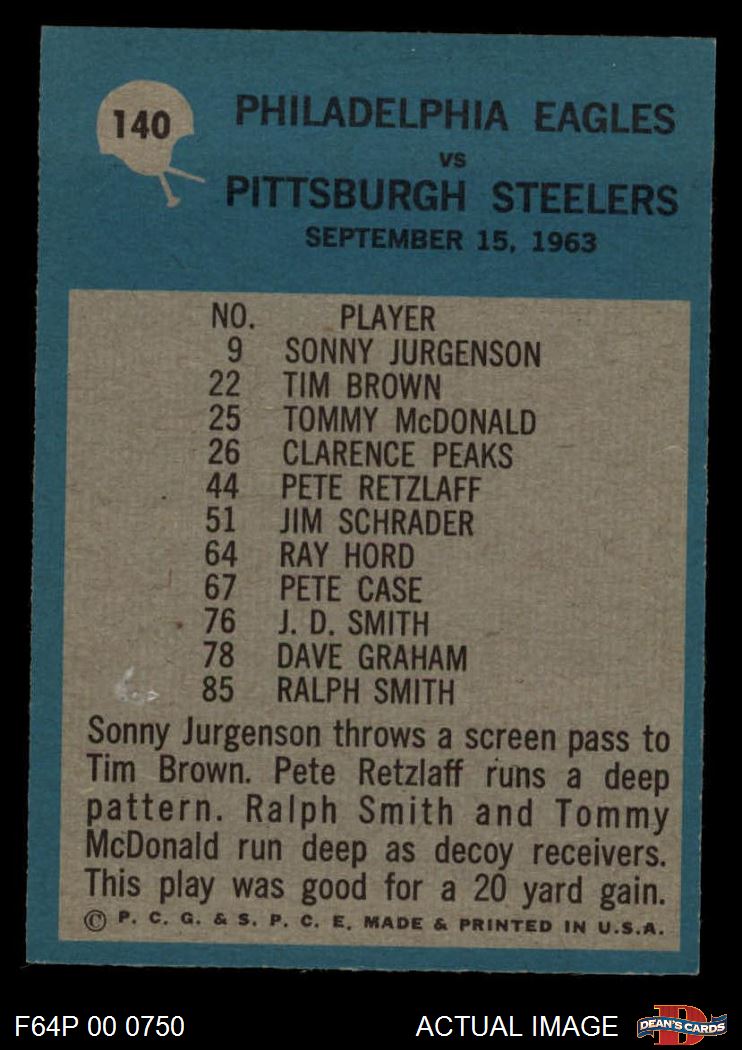 140
PHILADELPHIA EAGLES
VS
PITTSBURGH STEELERS
SEPTEMBER 15, 1963
NO. PLAYER
9 SONNY JURGENSON
22 TIM BROWN
25 TOMMY McDONALD
26 CLARENCE PEAKS
44 PETE RETZLAFF
51 JIM SCHRADER
64 RAY HORD
67 PETE CASE
76 J. D. SMITH
78 DAVE GRAHAM
85 RALPH SMITH
Sonny Jurgenson throws a screen pass to
Tim Brown. Pete Retzlaff runs a deep
pattern. Ralph Smith and Tommy
McDonald run deep as decoy receivers.
This play was good for a 20 yard gain.
© P. C. G. & S. P. C. E. MADE & PRINTED IN U.S.A.
F64P 00 0750 ACTUAL IMAGE
DEAN'S CARDS